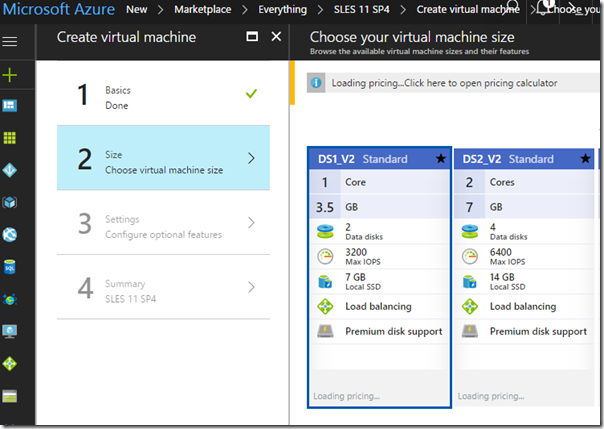 Microsoft Azure New > Marketplace > Everything > SLES 11 SP4 > Create virtual machine > Choose your
Create virtual machine
Choose your virtual machine size
Browse the available virtual machine sizes and their features
1 Basics
Done
2 Size
Choose virtual machine size
3 Settings
Configure optional features
4 Summary
SLES 11 SP4
Loading pricing...Click here to open pricing calculator
DS1_V2 Standard
1 Core
3.5 GB
2
Data disks
3200
Max IOPS
7 GB
Local SSD
Load balancing
Premium disk support
Loading pricing...
DS2_V2 Standard
2 Cores
7 GB
4
Data disks
6400
Max IOPS
14 GB
Local SSD
Load balancing
Premium disk support
Loading pricing...
SQL